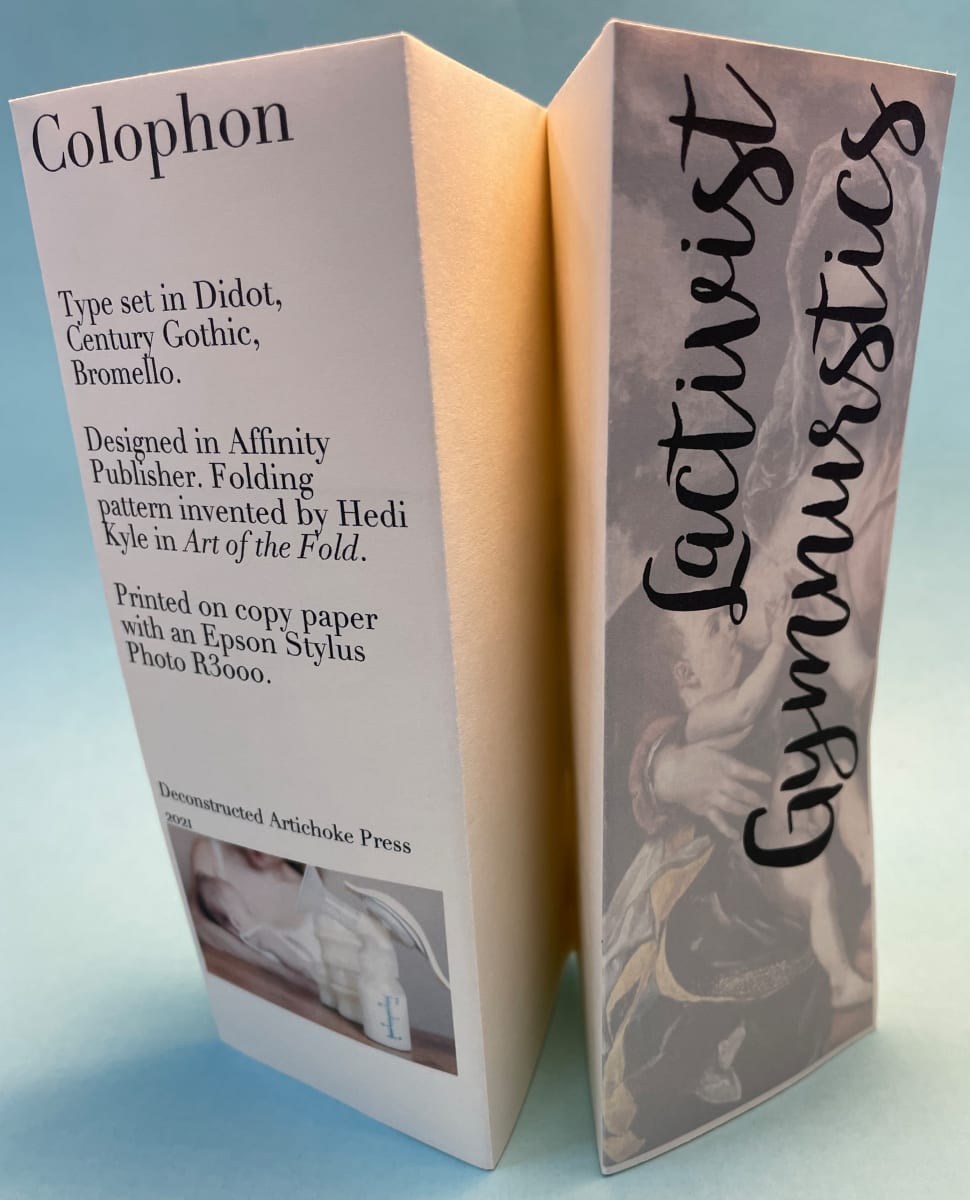 Colophon
Type set in Didot,
Century Gothic,
Bromello.
Designed in Affinity
Publisher. Folding
pattern invented by Hedi
Kyle in Art of the Fold.
Printed on copy paper
with an Epson Stylus
Photo R3000.
Deconstructed Artichoke Press
2021
Lactivist
Gymnurstics